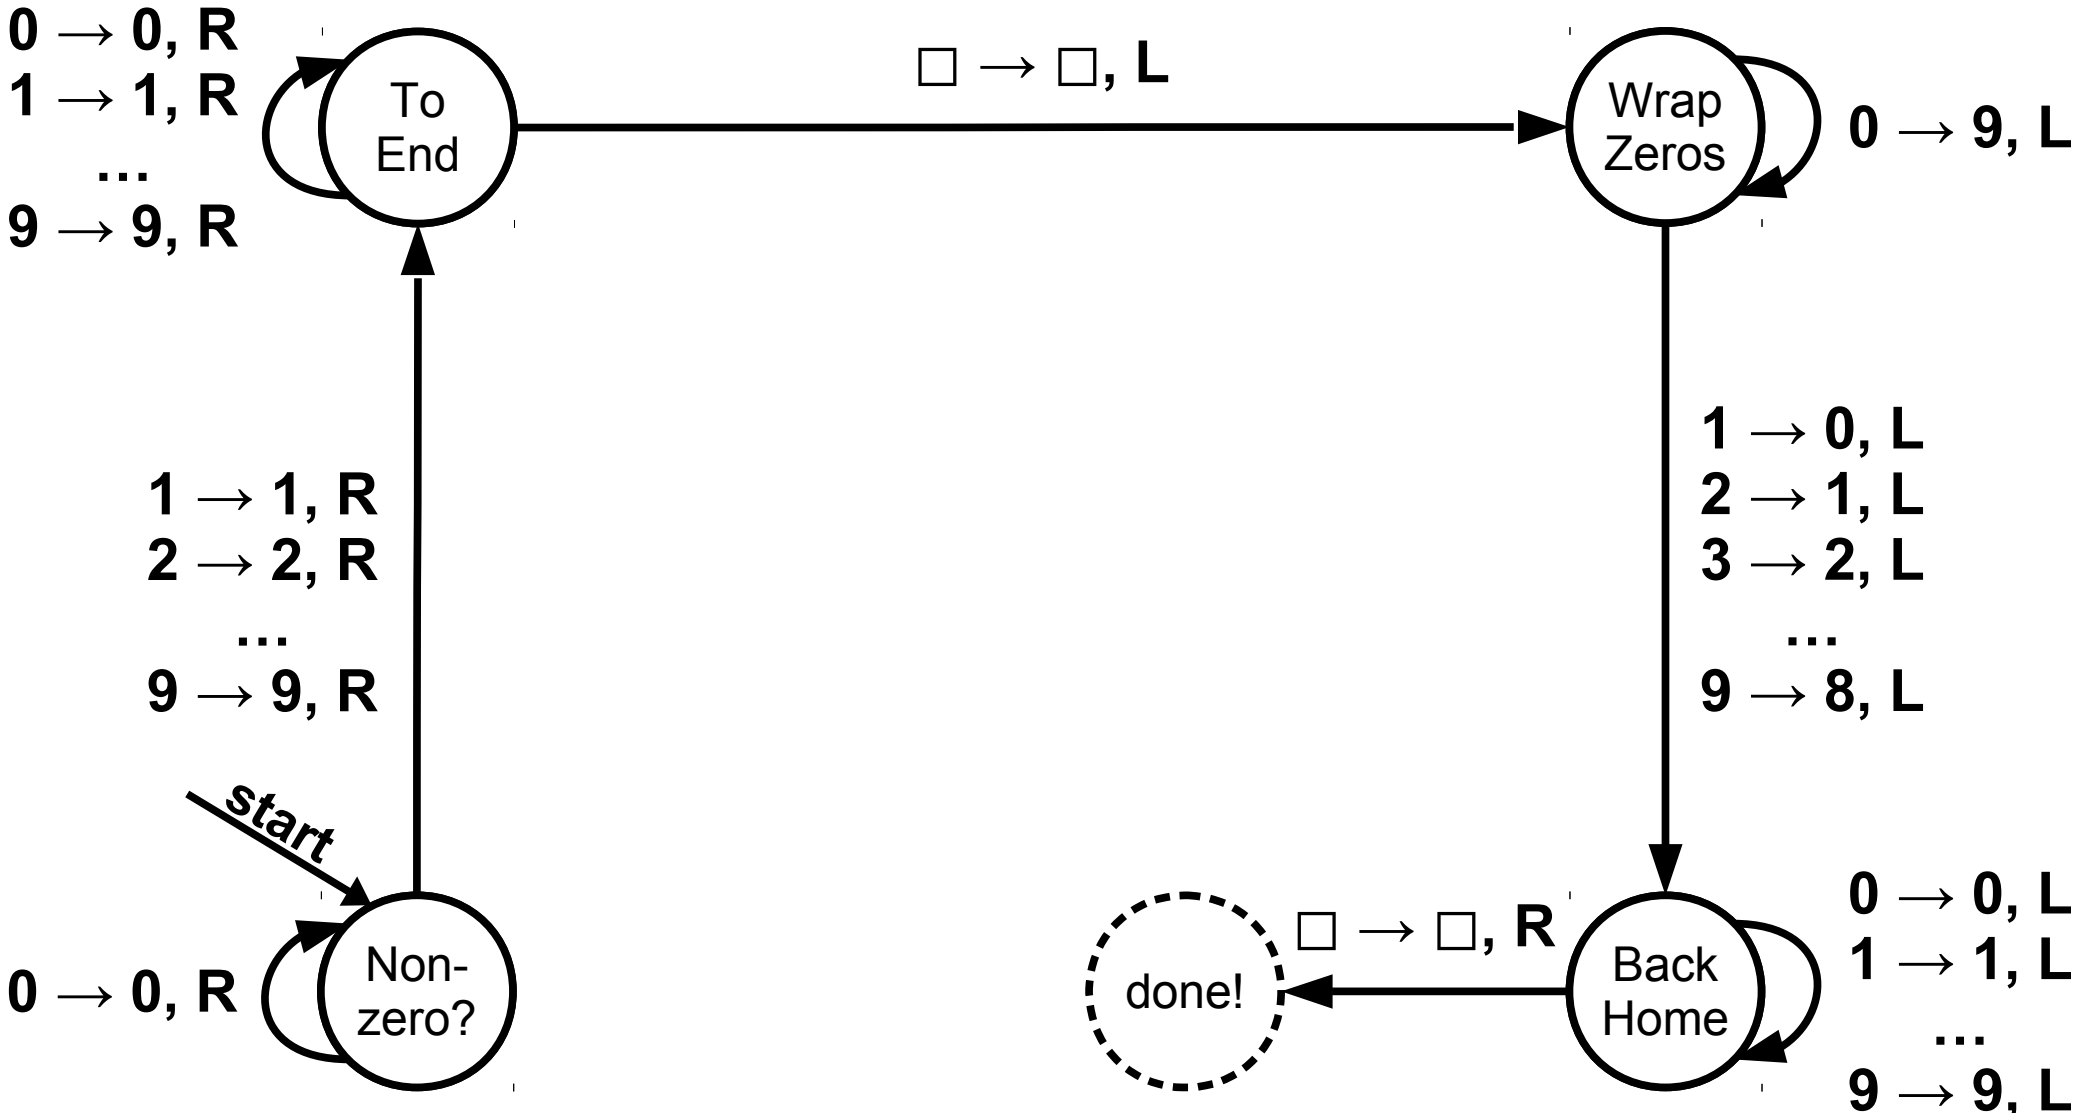 0 → 0, R
1 → 1, R
...
9 → 9, R
To
End
□ → □, L
Wrap
Zeros
0 → 9, L
1 → 1, R
2 → 2, R
...
9 → 9, R
1 → 0, L
2 → 1, L
3 → 2, L
...
9 → 8, L
start
0 → 0, R
Non-
zero?
done!
□ → □, R
Back
Home
0 → 0, L
1 → 1, L
...
9 → 9, L